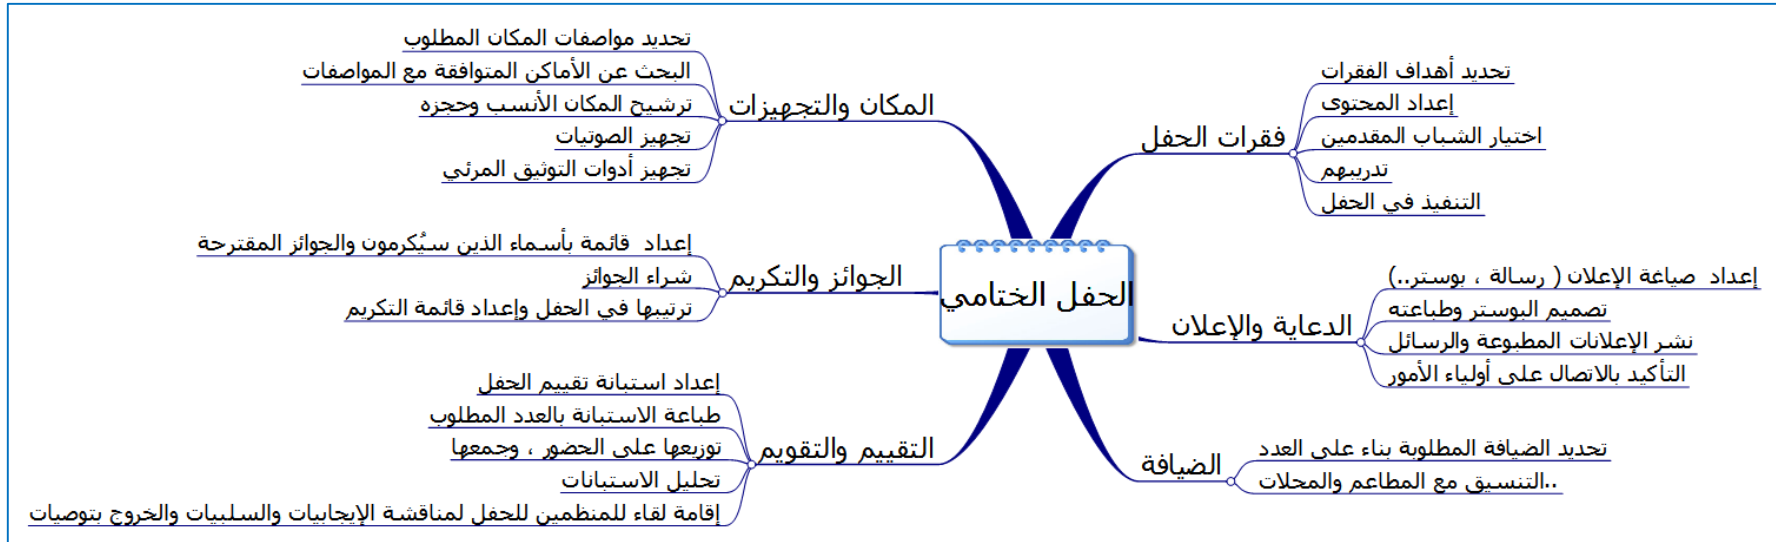 الحفل الختامي
فقرات الحفل
تحديد أهداف الفقرات
إعداد المحتوى
اختيار الشباب المقدمين
تدريبهم
التنفيذ في الحفل
الدعاية والإعلان
إعداد صياغة الإعلان ( رسالة ، بوستر..)
تصميم البوستر وطباعته
نشر الإعلانات المطبوعة والرسائل
التأكيد بالاتصال على أولياء الأمور
الضيافة
تحديد الضيافة المطلوبة بناء على العدد
..التنسيق مع المطاعم والمحلات
المكان والتجهيزات
تحديد مواصفات المكان المطلوب
البحث عن الأماكن المتوافقة مع المواصفات
ترشيح المكان الأنسب وحجزه
تجهيز الصوتيات
تجهيز أدوات التوثيق المرئي
الجوائز والتكريم
إعداد قائمة بأسماء الذين سيُكرمون والجوائز المقترحة
شراء الجوائز
ترتيبها في الحفل وإعداد قائمة التكريم
التقييم والتقويم
إعداد استبانة تقييم الحفل
طباعة الاستبانة بالعدد المطلوب
توزيعها على الحضور ، وجمعها
تحليل الاستبانات
إقامة لقاء للمنظمين للحفل لمناقشة الإيجابيات والسلبيات والخروج بتوصيات